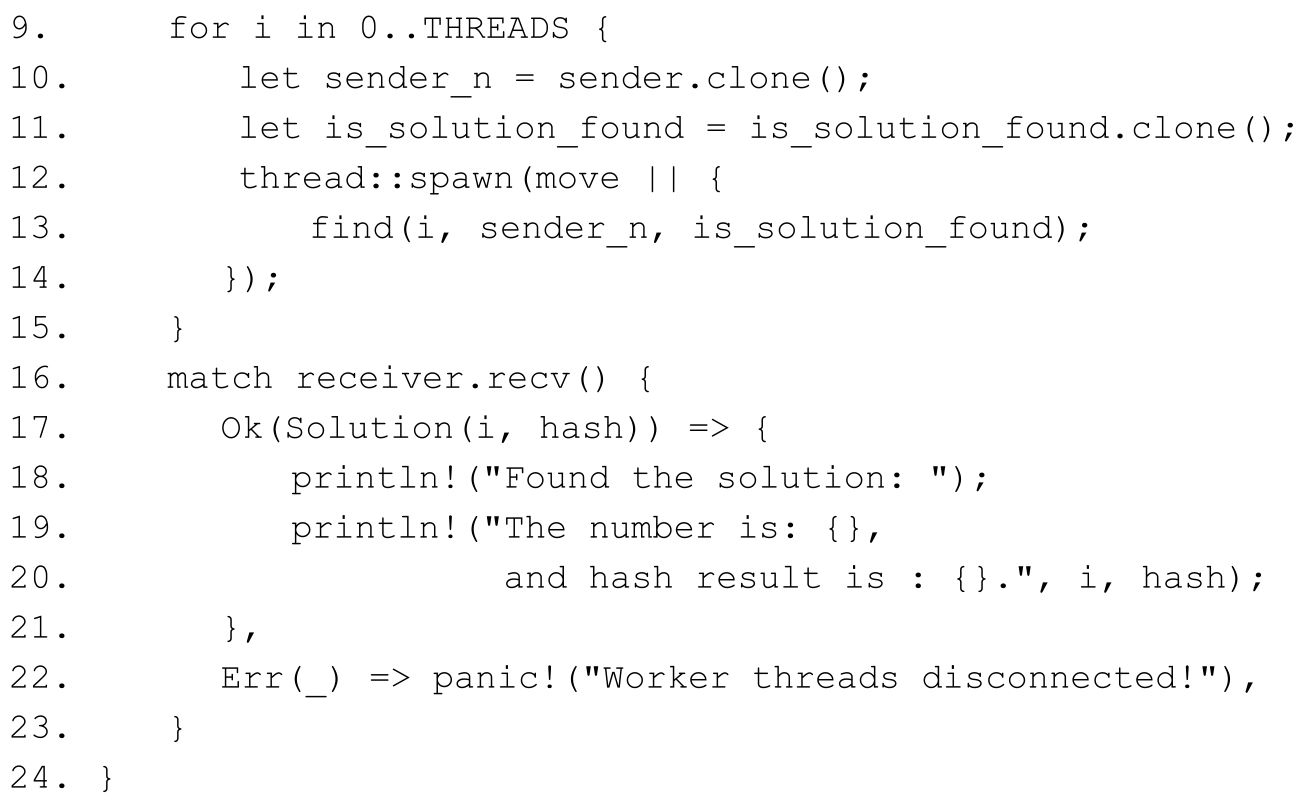 9.     for i in 0..THREADS {
10.        let sender_n = sender.clone();
11.        let is_solution_found = is_solution_found.clone();
12.        thread::spawn(move || {
13.            find(i, sender_n, is_solution_found);
14.       });
15.     }
16.     match receiver.recv() {
17.       Ok(Solution(i, hash)) => {
18.           println!("Found the solution: ");
19.           println!("The number is: {},
20.                     and hash result is : {}.", i, hash);
21.       },
22.       Err(_) => panic!("Worker threads disconnected!"),
23.     }
24. }